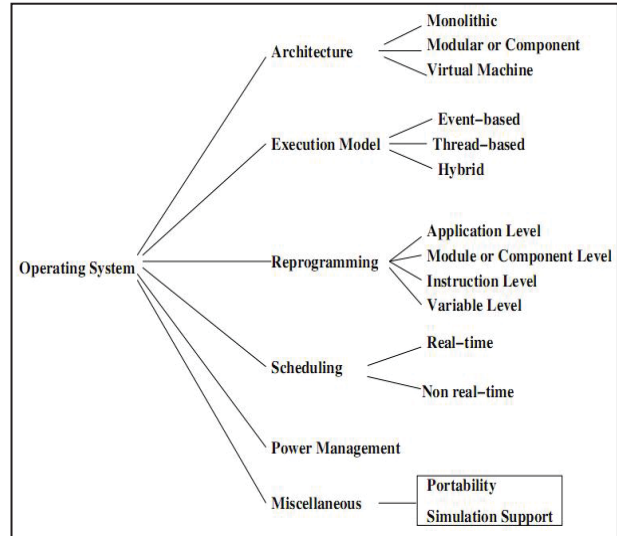 Operating System
Architecture
Monolithic
Modular or Component
Virtual Machine
Execution Model
Event-based
Thread-based
Hybrid
Reprogramming
Application Level
Module or Component Level
Instruction Level
Variable Level
Scheduling
Real-time
Non real-time
Power Management
Miscellaneous
Portability
Simulation Support